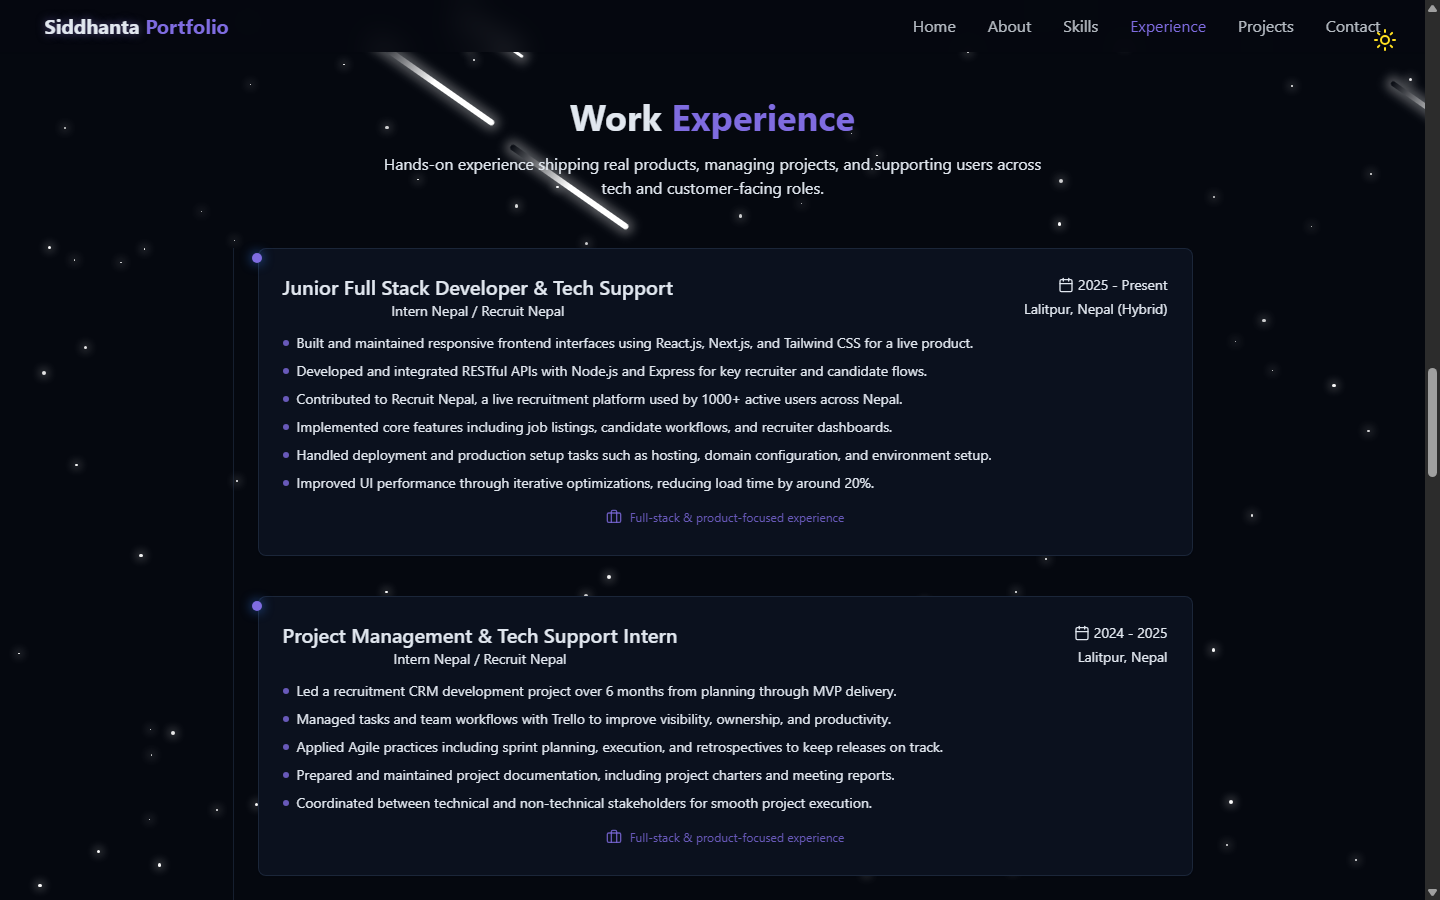 Siddhanta Portfolio
Home About Skills Experience Projects Contact
Work Experience
Hands-on experience shipping real products, managing projects, and supporting users across
tech and customer-facing roles.
Junior Full Stack Developer & Tech Support
2025 - Present
Intern Nepal / Recruit Nepal
Lalitpur, Nepal (Hybrid)
Built and maintained responsive frontend interfaces using React.js, Next.js, and Tailwind CSS for a live product.
Developed and integrated RESTful APIs with Node.js and Express for key recruiter and candidate flows.
Contributed to Recruit Nepal, a live recruitment platform used by 1000+ active users across Nepal.
Implemented core features including job listings, candidate workflows, and recruiter dashboards.
Handled deployment and production setup tasks such as hosting, domain configuration, and environment setup.
Improved UI performance through iterative optimizations, reducing load time by around 20%.
Full-stack & product-focused experience
Project Management & Tech Support Intern
2024 - 2025
Intern Nepal / Recruit Nepal
Lalitpur, Nepal
Led a recruitment CRM development project over 6 months from planning through MVP delivery.
Managed tasks and team workflows with Trello to improve visibility, ownership, and productivity.
Applied Agile practices including sprint planning, execution, and retrospectives to keep releases on track.
Prepared and maintained project documentation, including project charters and meeting reports.
Coordinated between technical and non-technical stakeholders for smooth project execution.
Full-stack & product-focused experience